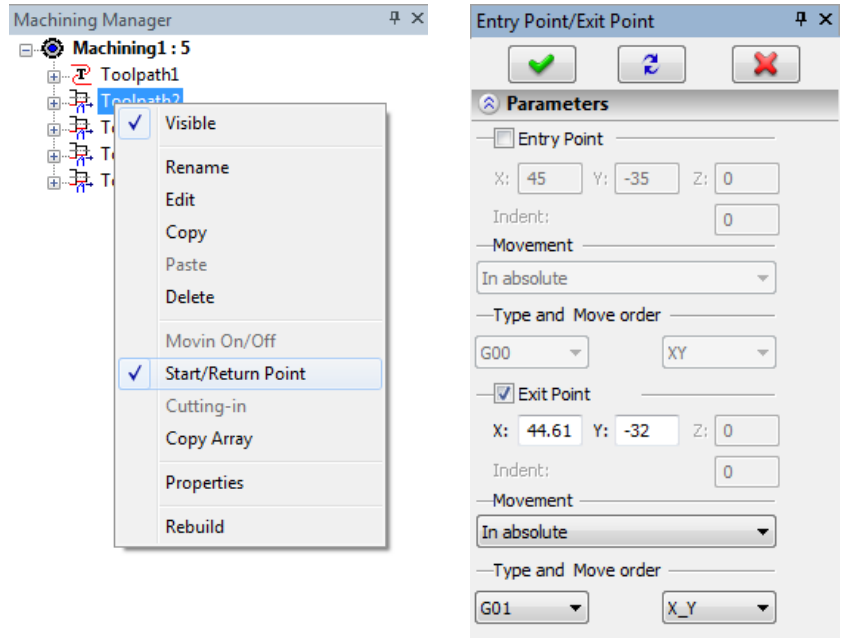 Machining Manager
Machining1 : 5
Toolpath1
Toolpath2
Visible
Rename
Edit
Copy
Paste
Delete
Movin On/Off
Start/Return Point
Cutting-in
Copy Array
Properties
Rebuild
Entry Point/Exit Point
Parameters
Entry Point
X: 45 Y: -35 Z: 0
Indent: 0
Movement
In absolute
Type and Move order
G00 XY
Exit Point
X: 44.61 Y: -32 Z: 0
Indent: 0
Movement
In absolute
Type and Move order
G01 X_Y